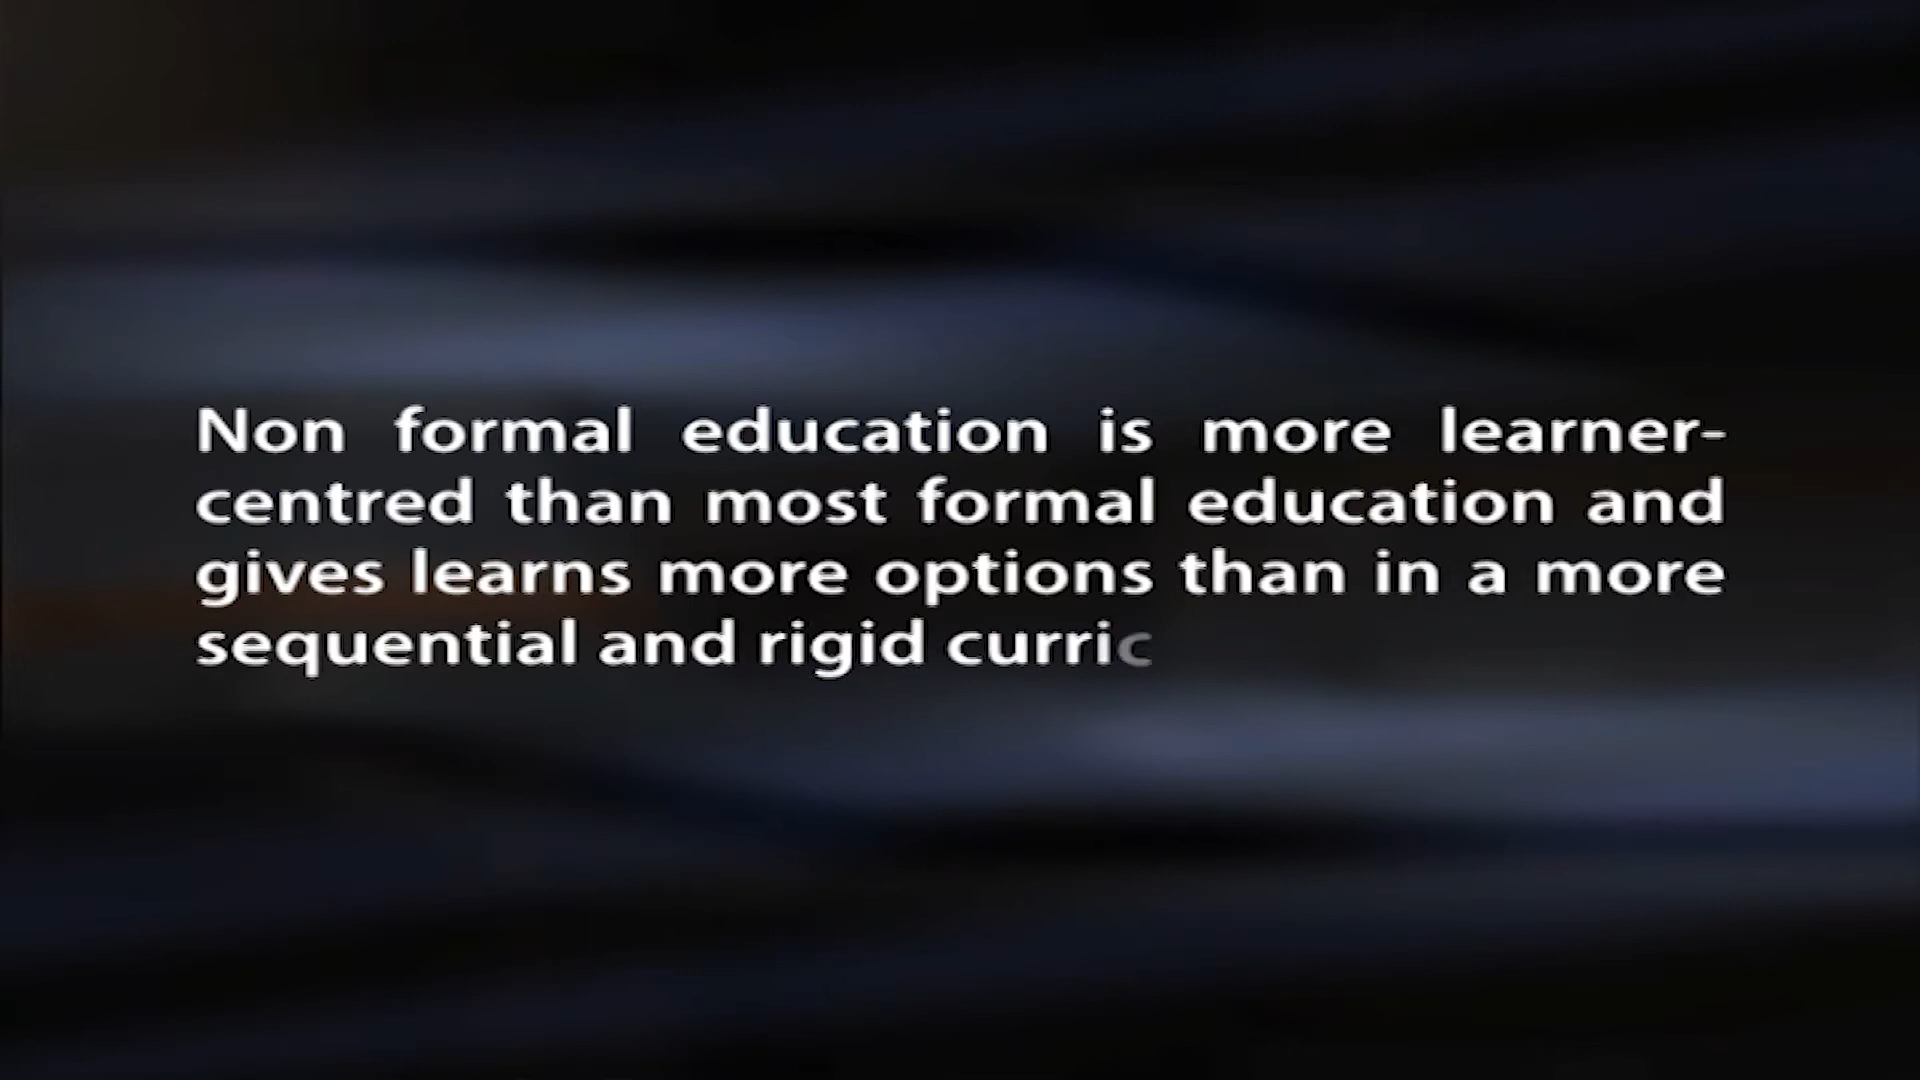 Non formal education is more learner-
centred than most formal education and
gives learns more options than in a more
sequential and rigid curric